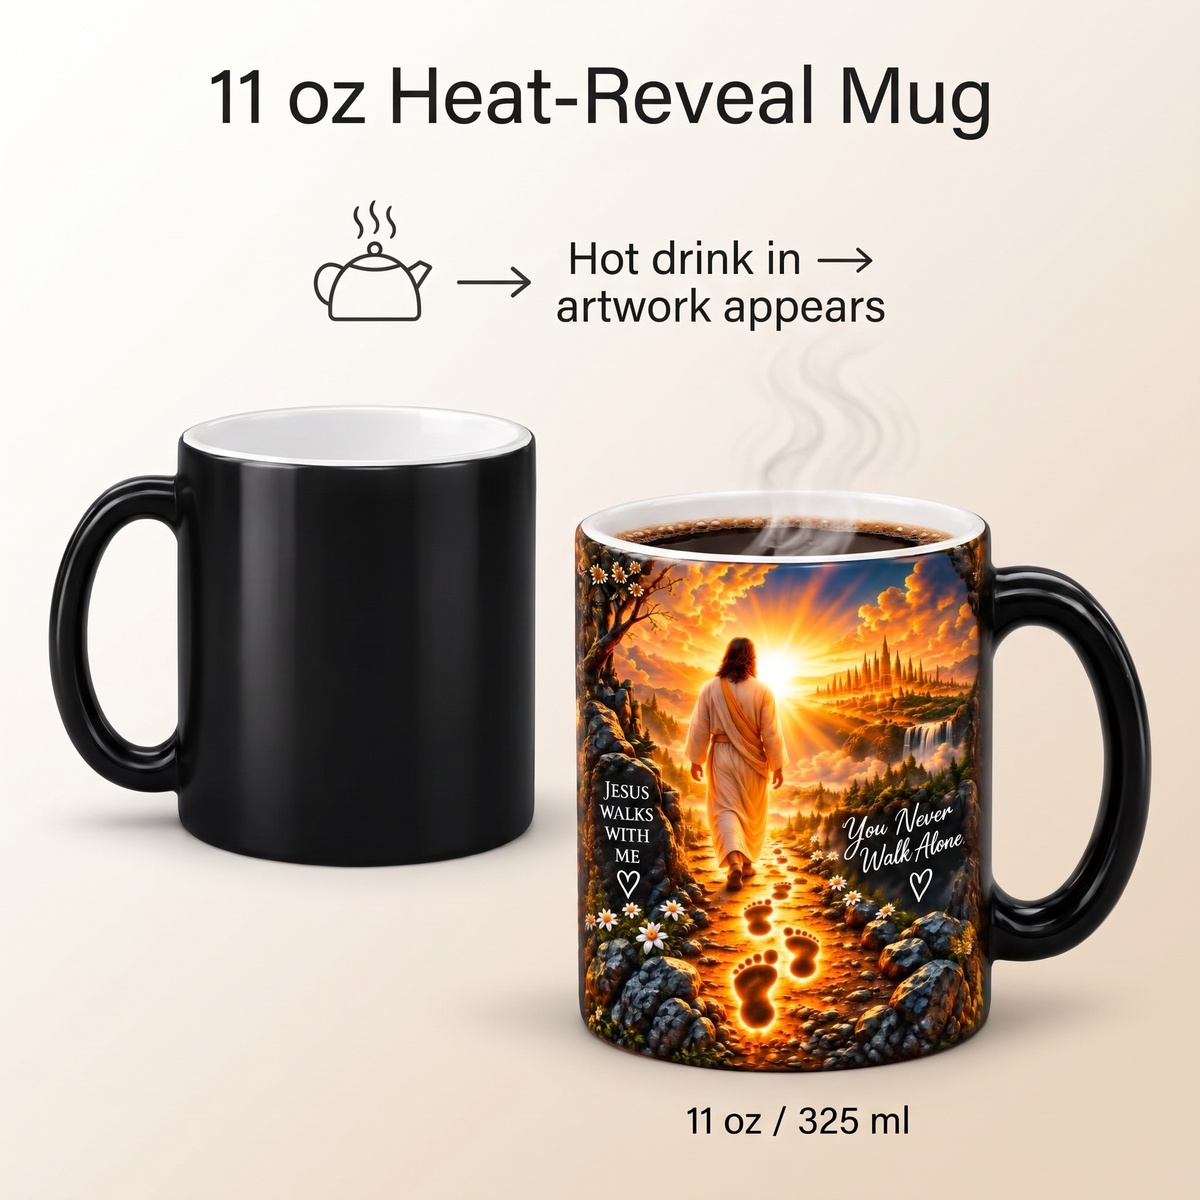 11 oz Heat-Reveal Mug
Hot drink in →
artwork appears
JESUS
WALKS
WITH
ME
You Never
Walk Alone.
11 oz / 325 ml